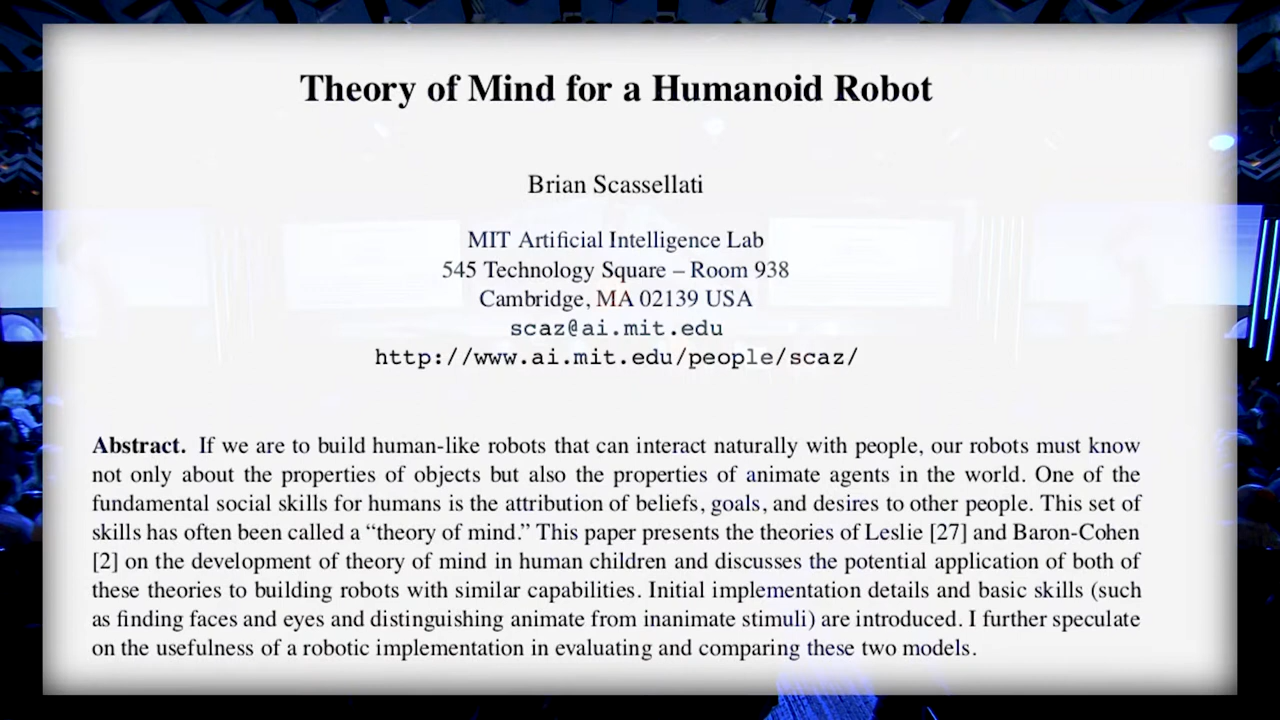 Theory of Mind for a Humanoid Robot
Brian Scassellati
MIT Artificial Intelligence Lab
545 Technology Square – Room 938
Cambridge, MA 02139 USA
scaz@ai.mit.edu
http://www.ai.mit.edu/people/scaz/
Abstract. If we are to build human-like robots that can interact naturally with people, our robots must know
not only about the properties of objects but also the properties of animate agents in the world. One of the
fundamental social skills for humans is the attribution of beliefs, goals, and desires to other people. This set of
skills has often been called a “theory of mind.” This paper presents the theories of Leslie [27] and Baron-Cohen
[2] on the development of theory of mind in human children and discusses the potential application of both of
these theories to building robots with similar capabilities. Initial implementation details and basic skills (such
as finding faces and eyes and distinguishing animate from inanimate stimuli) are introduced. I further speculate
on the usefulness of a robotic implementation in evaluating and comparing these two models.